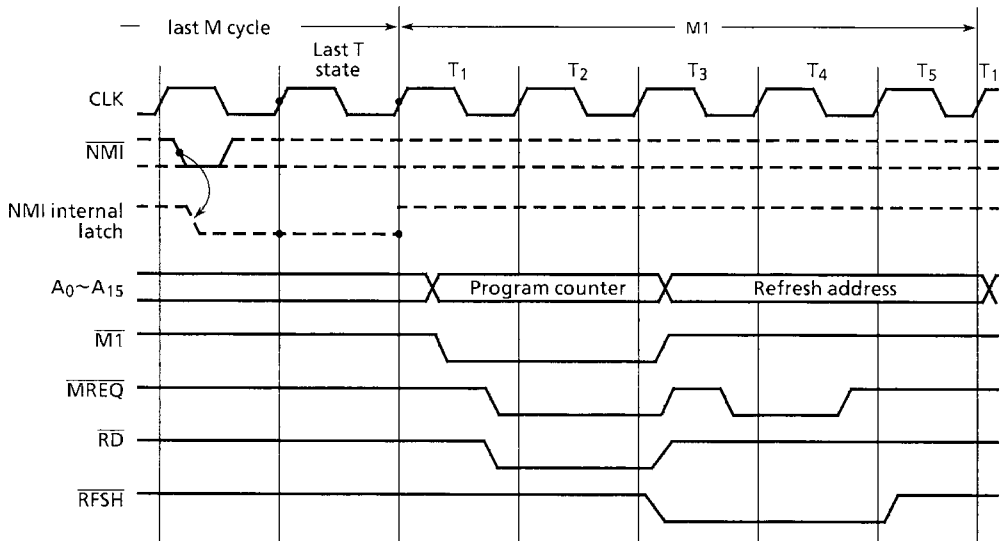 last M cycle
M1
Last T
state
T1 T2 T3 T4 T5 T1
CLK
NMI
NMI internal
latch
A0~A15 Program counter Refresh address
M1
MREQ
RD
RFSH